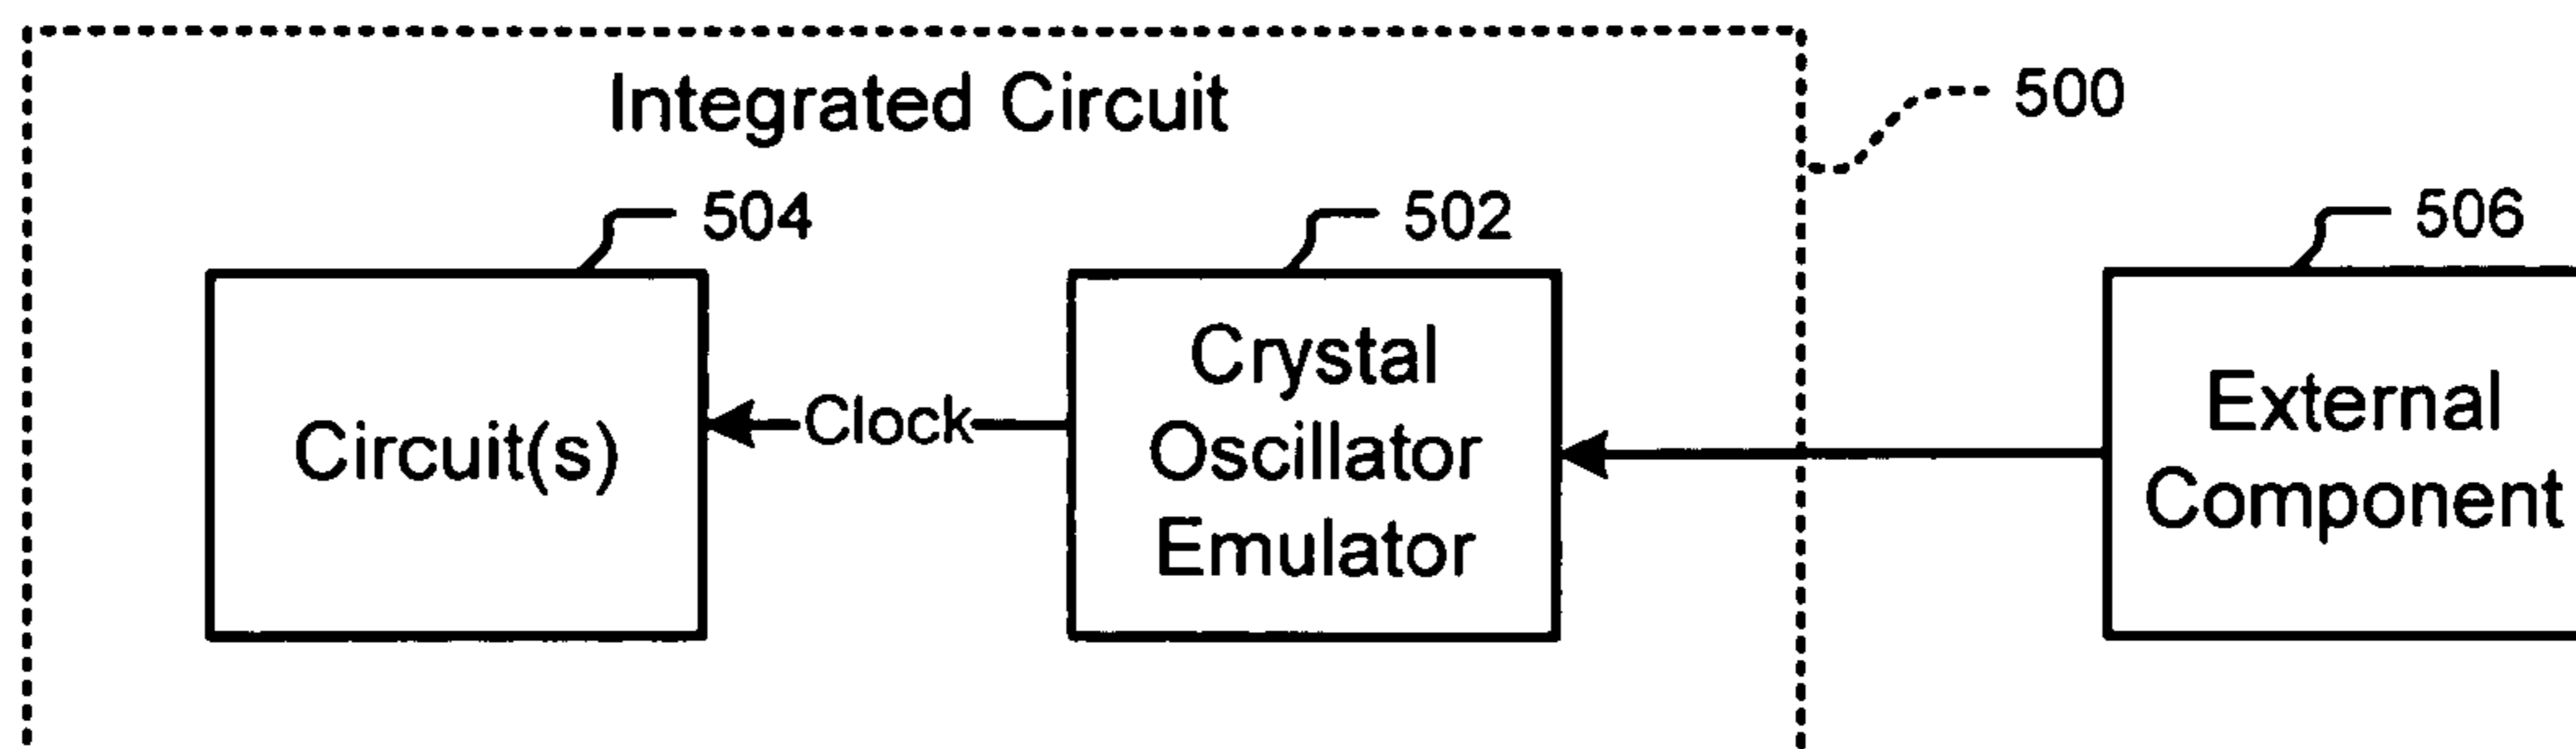 Integrated Circuit
500
504
502
506
Circuit(s)
Clock
Crystal
Oscillator
Emulator
External
Component